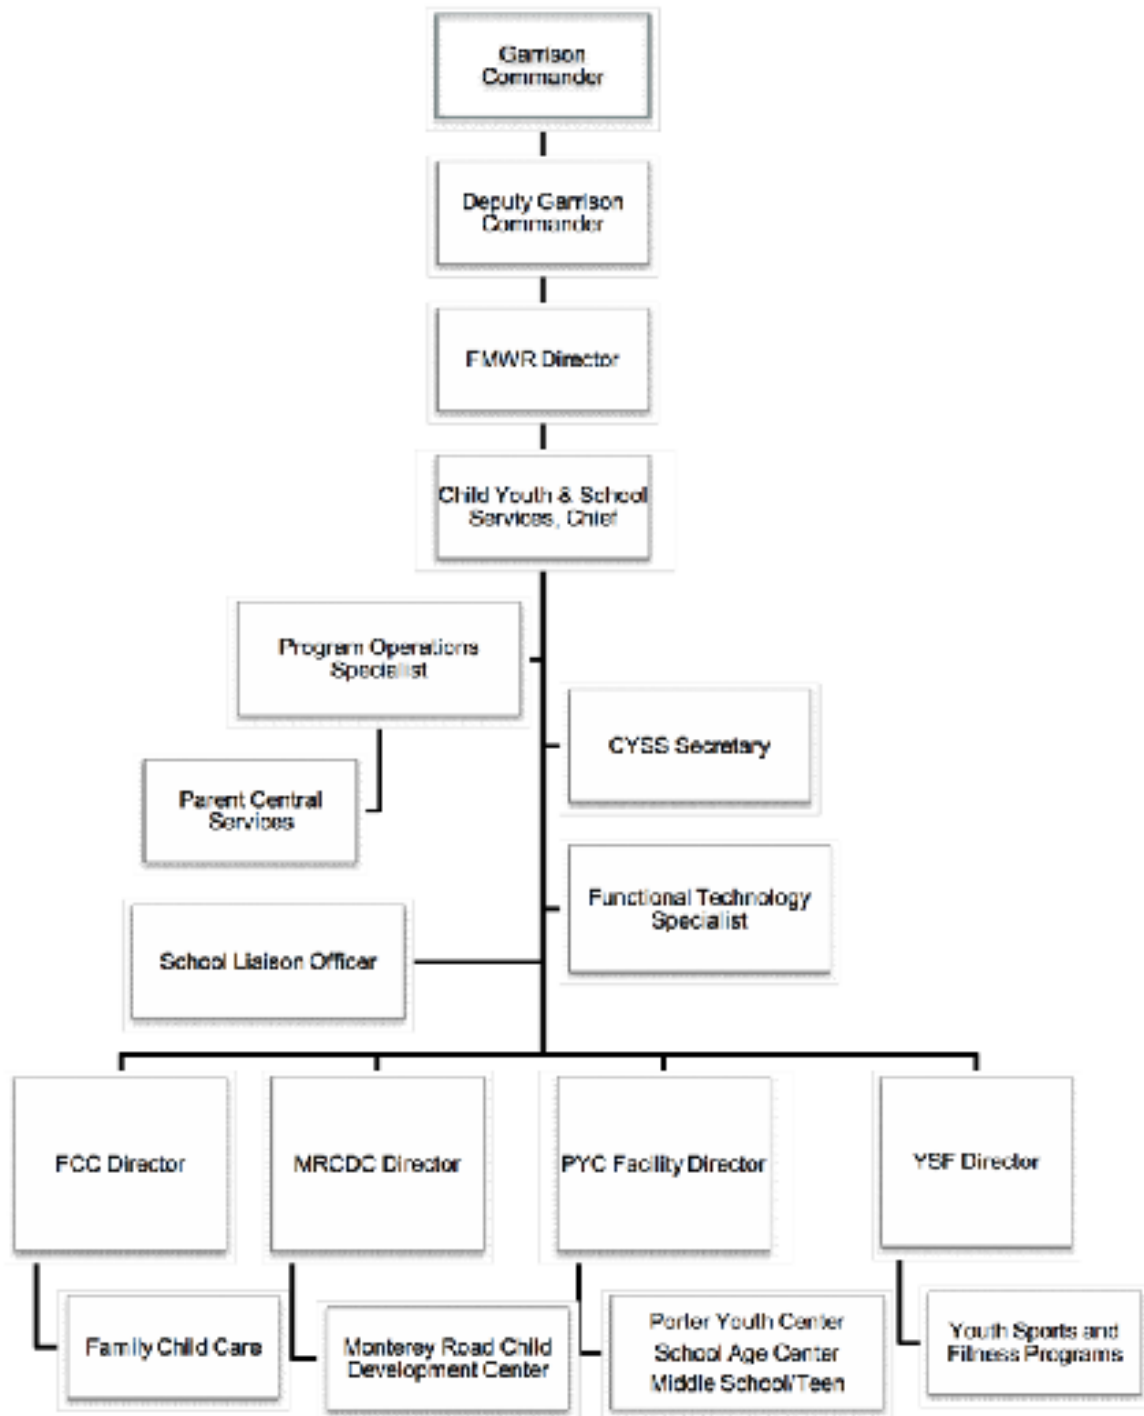 Garrison
Commander
Deputy Garrison
Commander
FMWR Director
Child Youth & School
Services, Chief
Program Operations
Specialist
CYSS Secretary
Parent Central
Services
Functional Technology
Specialist
School Liaison Officer
FCC Director
MRCDC Director
PYC Facility Director
YSF Director
Family Child Care
Monterey Road Child
Development Center
Porter Youth Center
School Age Center
Middle School/Teen
Youth Sports and
Fitness Programs